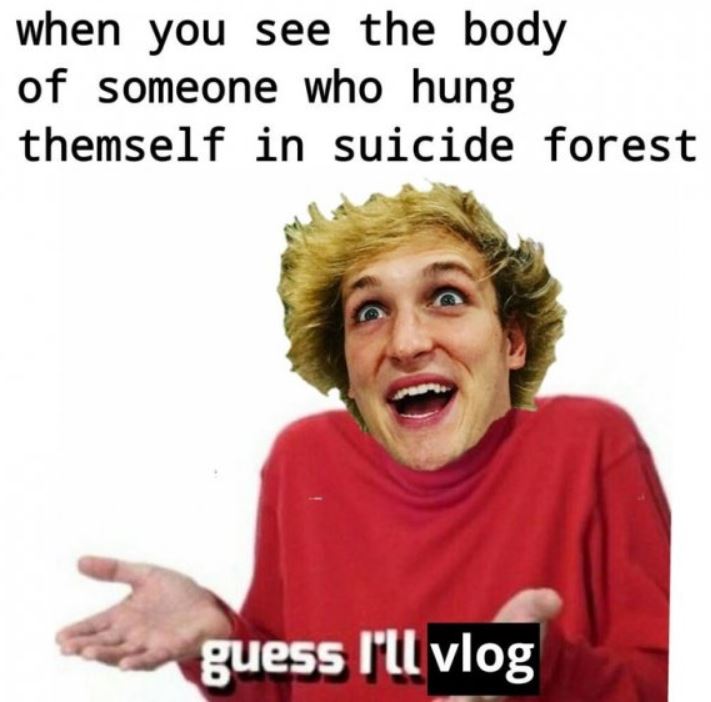 when you see the body
of someone who hung
themself in suicide forest
guess I'll vlog